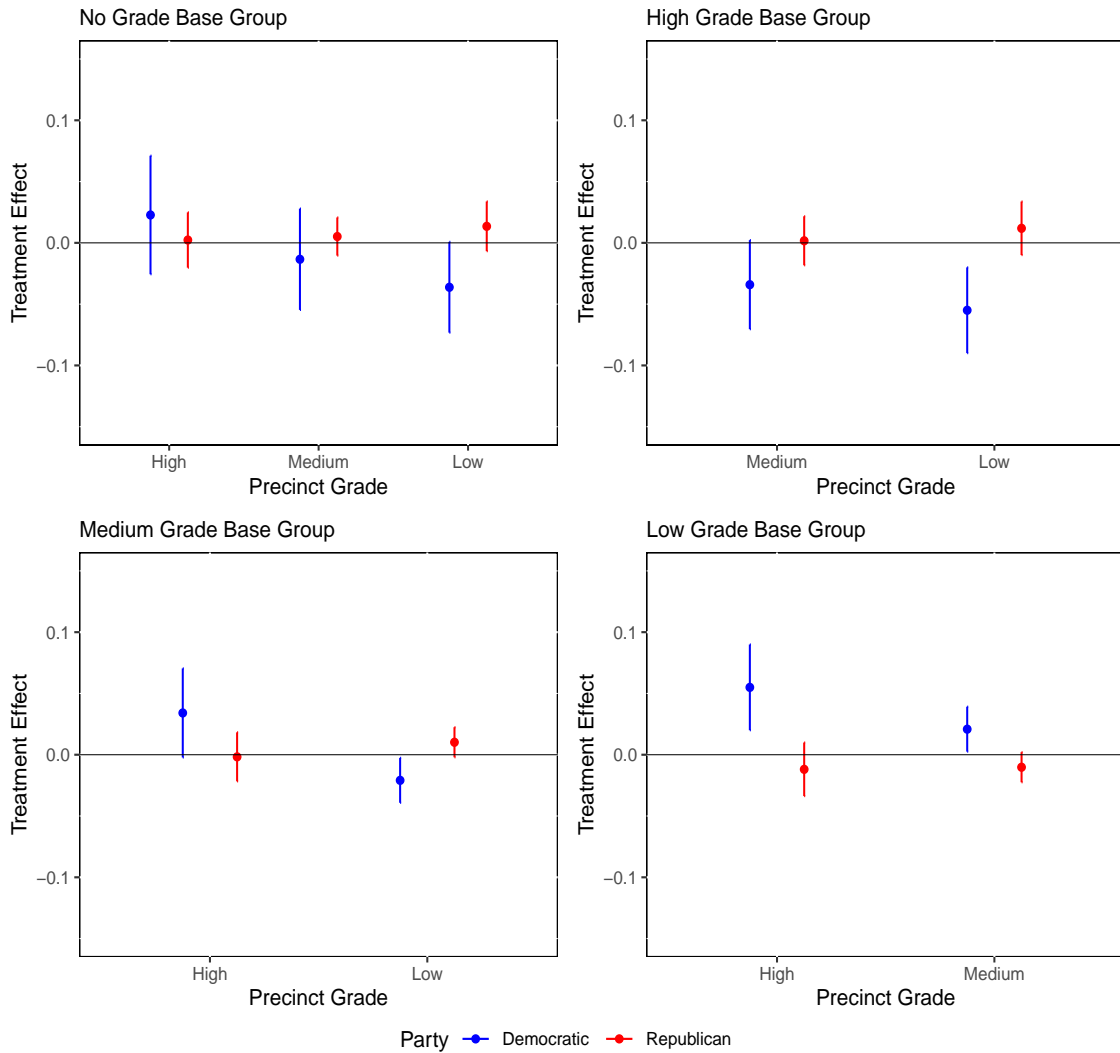 No Grade Base Group
Treatment Effect
0.1
0.0
−0.1
High Medium Low
Precinct Grade
High Grade Base Group
Treatment Effect
0.1
0.0
−0.1
Medium Low
Precinct Grade
Medium Grade Base Group
Treatment Effect
0.1
0.0
−0.1
High Low
Precinct Grade
Low Grade Base Group
Treatment Effect
0.1
0.0
−0.1
High Medium
Precinct Grade
Party Democratic Republican